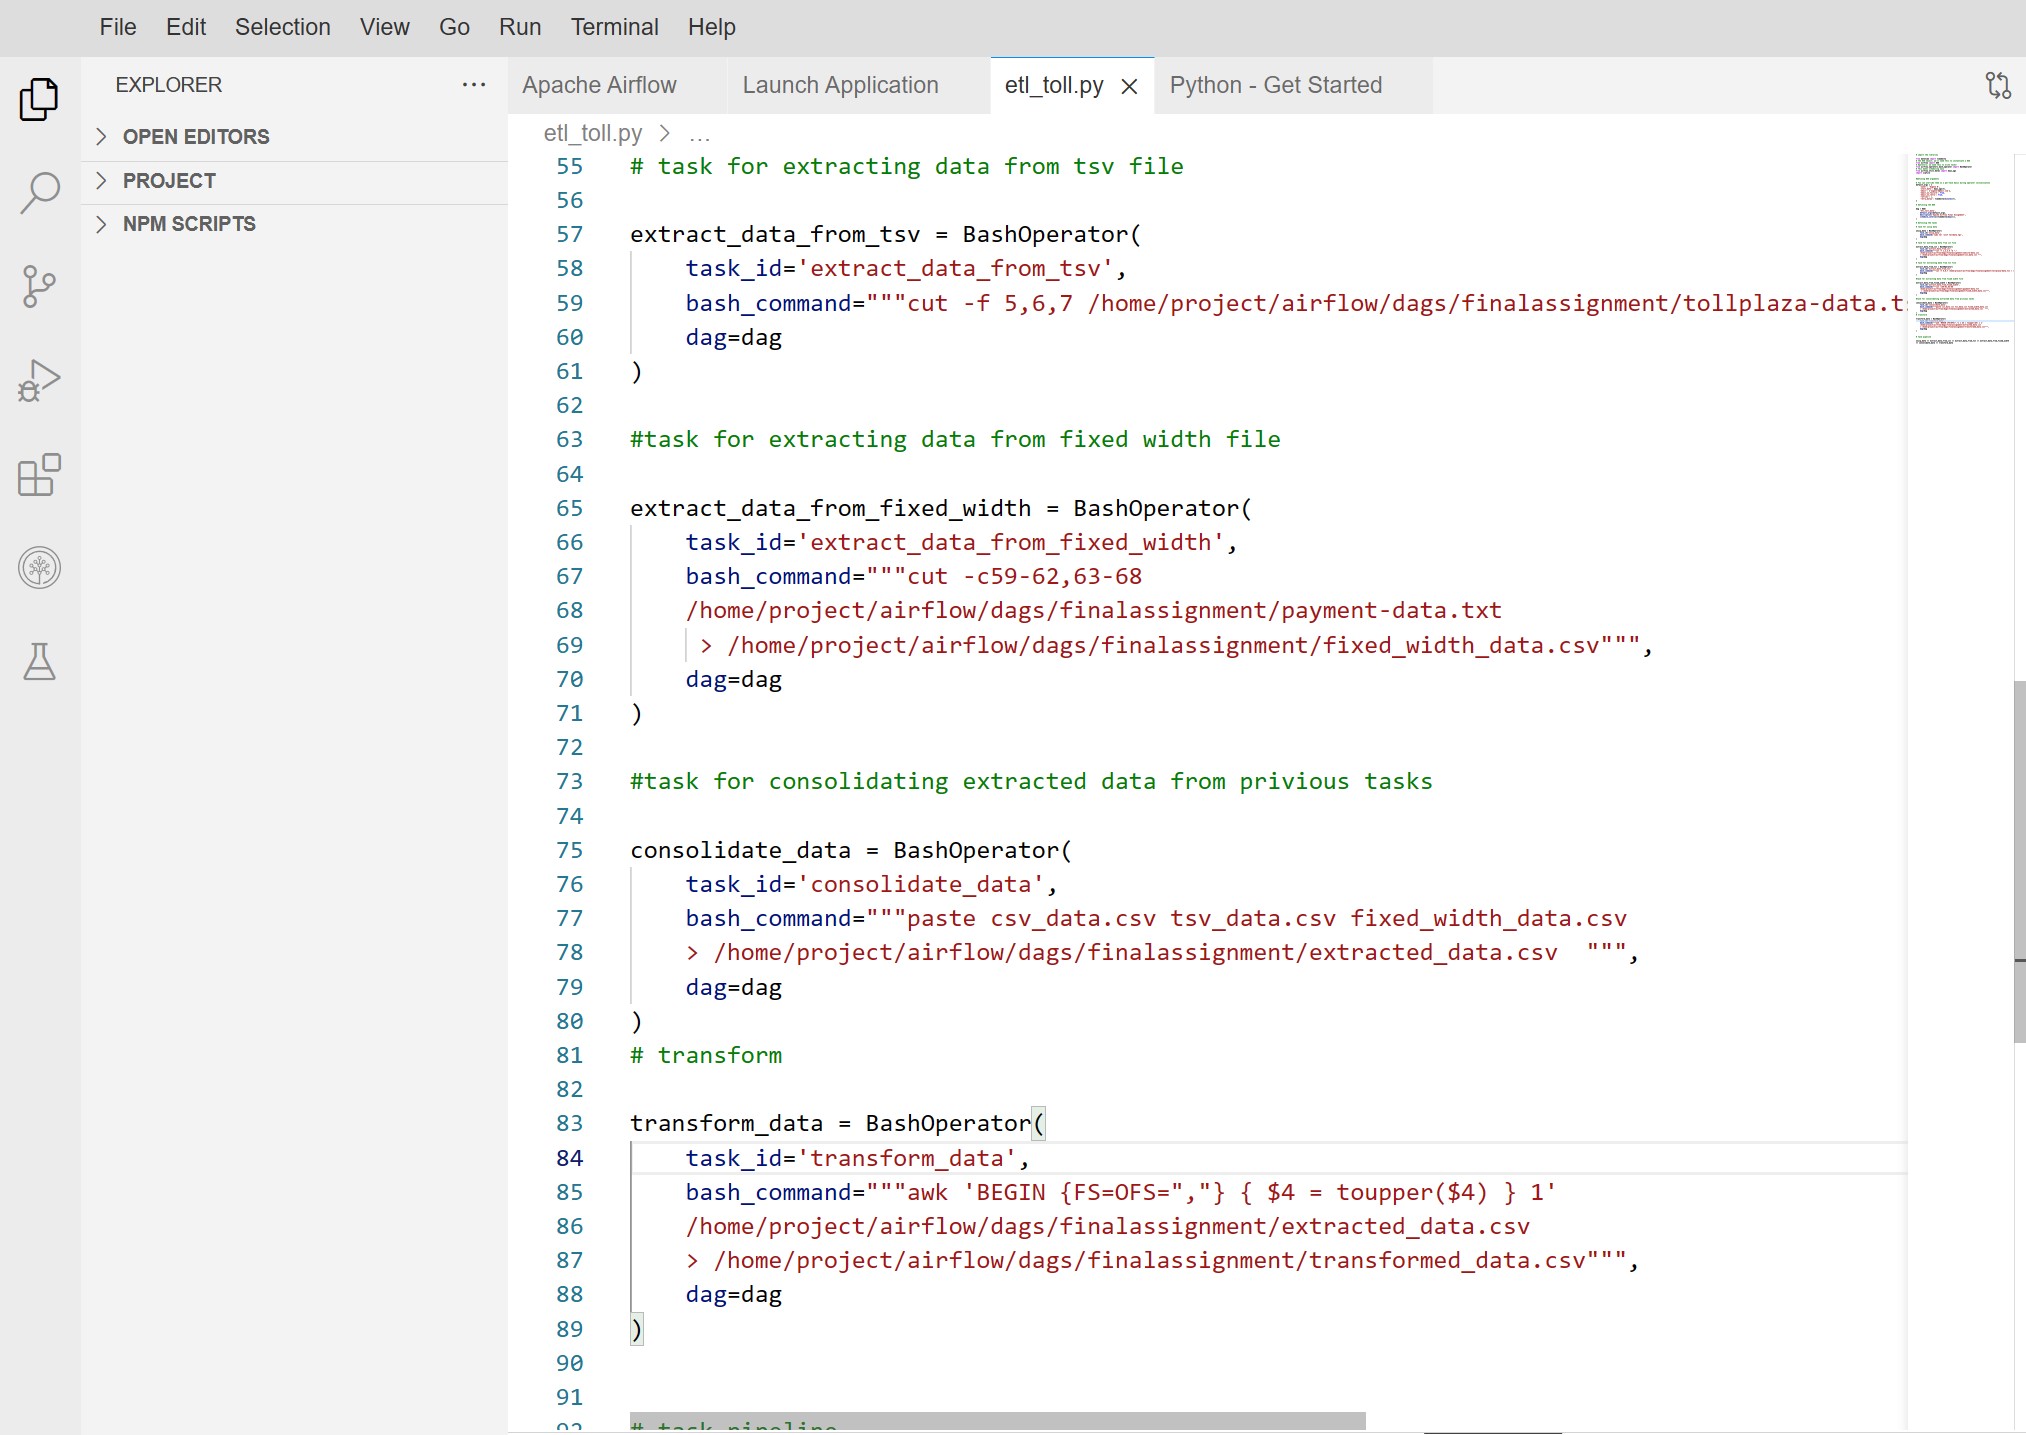 File Edit Selection View Go Run Terminal Help
EXPLORER ...
OPEN EDITORS
PROJECT
NPM SCRIPTS
Apache Airflow Launch Application etl_toll.py Python - Get Started
etl_toll.py > ...
55 # task for extracting data from tsv file
56
57 extract_data_from_tsv = BashOperator(
58     task_id='extract_data_from_tsv',
59     bash_command="""cut -f 5,6,7 /home/project/airflow/dags/finalassignment/tollplaza-data.t
60     dag=dag
61 )
62
63 #task for extracting data from fixed width file
64
65 extract_data_from_fixed_width = BashOperator(
66     task_id='extract_data_from_fixed_width',
67     bash_command="""cut -c59-62,63-68
68     /home/project/airflow/dags/finalassignment/payment-data.txt
69      > /home/project/airflow/dags/finalassignment/fixed_width_data.csv""",
70     dag=dag
71 )
72
73 #task for consolidating extracted data from privious tasks
74
75 consolidate_data = BashOperator(
76     task_id='consolidate_data',
77     bash_command="""paste csv_data.csv tsv_data.csv fixed_width_data.csv
78     > /home/project/airflow/dags/finalassignment/extracted_data.csv  """,
79     dag=dag
80 )
81 # transform
82
83 transform_data = BashOperator(
84     task_id='transform_data',
85     bash_command="""awk 'BEGIN {FS=OFS=","} { $4 = toupper($4) } 1'
86     /home/project/airflow/dags/finalassignment/extracted_data.csv
87     > /home/project/airflow/dags/finalassignment/transformed_data.csv""",
88     dag=dag
89 )
90
91
92 # task pipeline